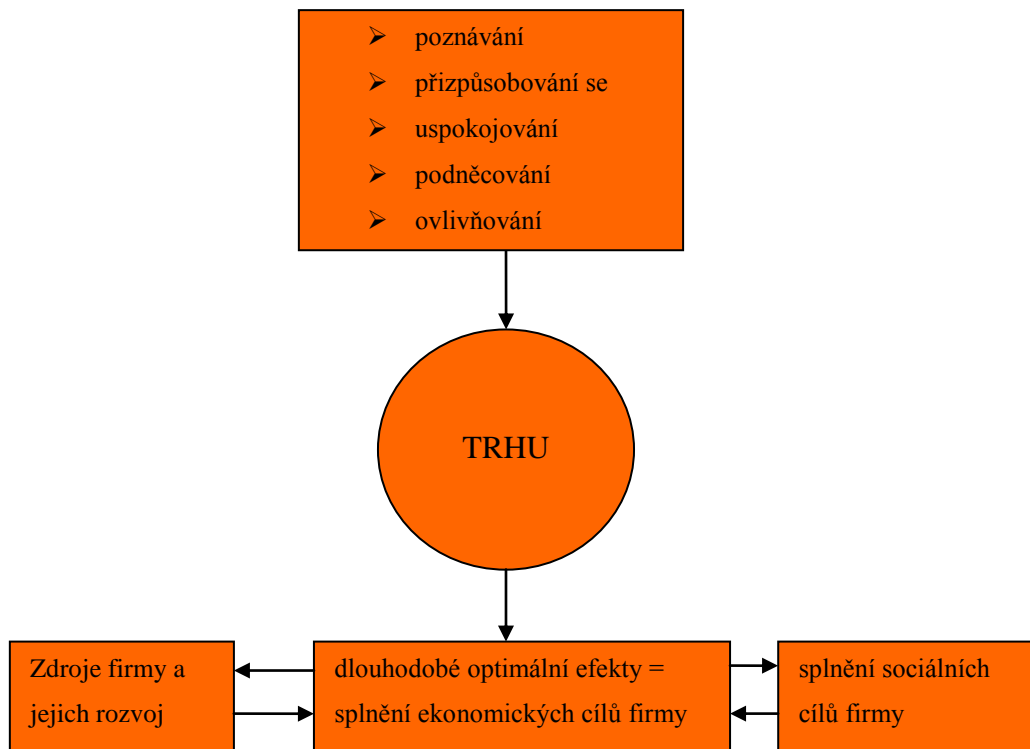 ➢ poznávání
➢ přizpůsobování se
➢ uspokojování
➢ podněcování
➢ ovlivňování
TRHU
Zdroje firmy a
jejich rozvoj
dlouhodobé optimální efekty =
splnění ekonomických cílů firmy
splnění sociálních
cílů firmy